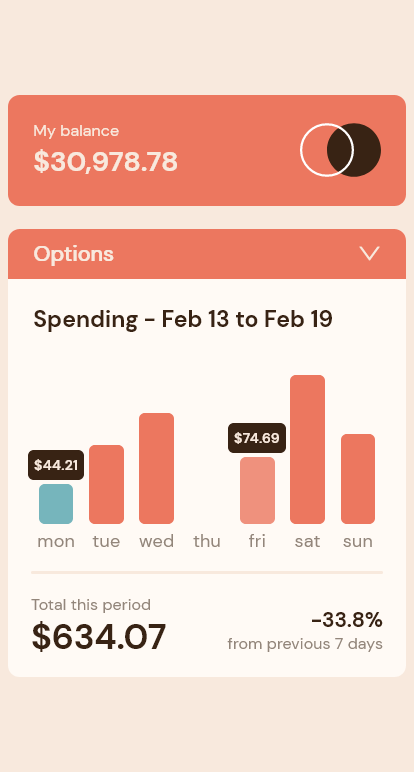 My balance
$30,978.78
Options
Spending - Feb 13 to Feb 19
$74.69
$44.21
mon tue wed thu fri sat sun
Total this period
$634.07
-33.8%
from previous 7 days